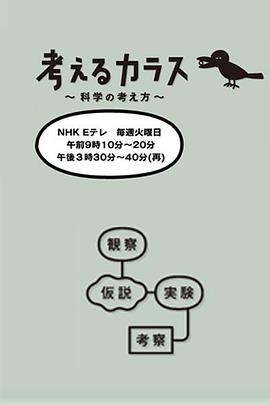 考えるカラス
～科学の考え方～
NHK Eテレ 毎週火曜日
午前9時10分～20分
午後3時30分～40分(再)
観察
仮説
実験
考察